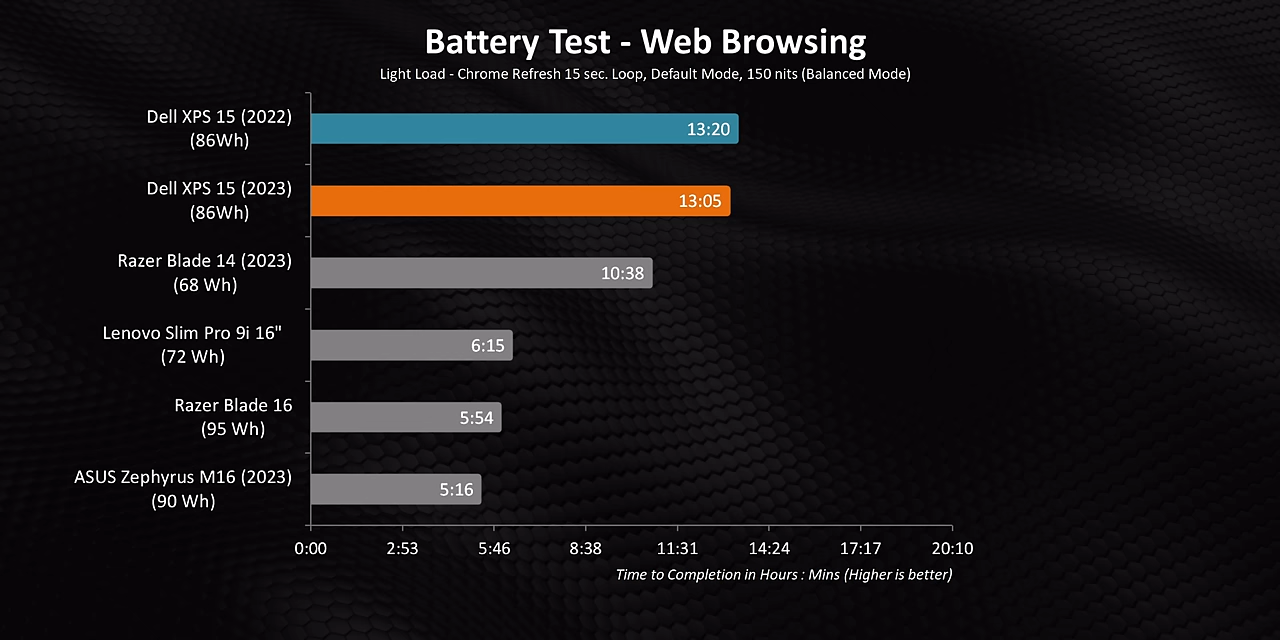 Battery Test - Web Browsing
Light Load - Chrome Refresh 15 sec. Loop, Default Mode, 150 nits (Balanced Mode)
Dell XPS 15 (2022)
(86Wh)
13:20
Dell XPS 15 (2023)
(86Wh)
13:05
Razer Blade 14 (2023)
(68 Wh)
10:38
Lenovo Slim Pro 9i 16"
(72 Wh)
6:15
Razer Blade 16
(95 Wh)
5:54
ASUS Zephyrus M16 (2023)
(90 Wh)
5:16
0:00 2:53 5:46 8:38 11:31 14:24 17:17 20:10
Time to Completion in Hours : Mins (Higher is better)